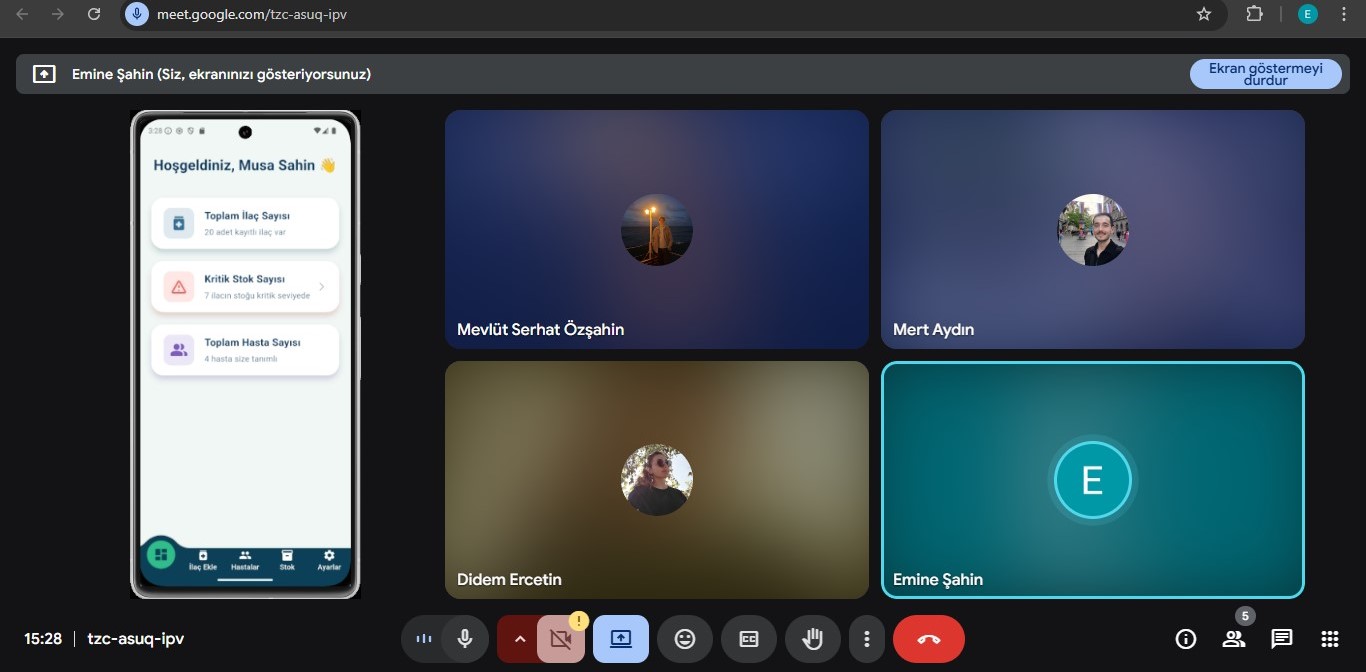 meet.google.com/tzc-asuq-ipv
E
Emine Şahin (Siz, ekranınızı gösteriyorsunuz)
Ekran göstermeyi
durdur
3:28
Hoşgeldiniz, Musa Sahin 👋
Toplam İlaç Sayısı
20 adet kayıtlı ilaç var
Kritik Stok Sayısı
7 ilacın stoğu kritik seviyede
Toplam Hasta Sayısı
4 hasta size tanımlı
İlaç Ekle
Hastalar
Stok
Ayarlar
Mevlüt Serhat Özşahin
Mert Aydın
Didem Ercetin
E
Emine Şahin
15:28 | tzc-asuq-ipv
!
CC
5